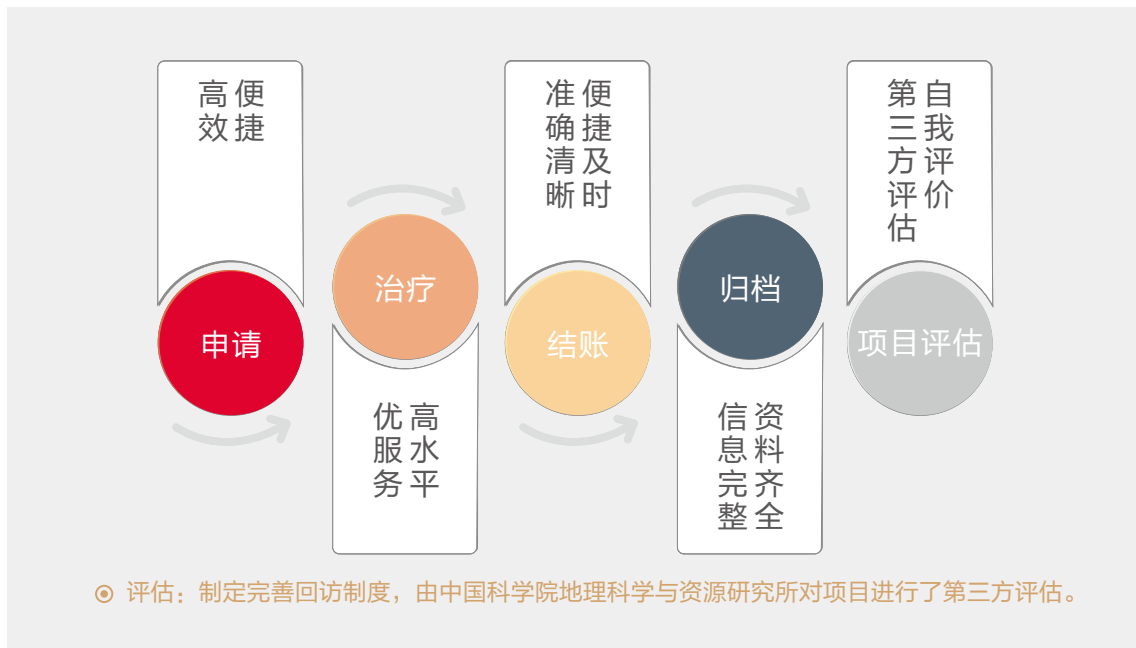 便捷
高效
申请
治疗
高水平
优服务
便捷及时
准确清晰
结账
归档
资料齐全
信息完整
自我评价
第三方评估
项目评估
评估：制定完善回访制度，由中国科学院地理科学与资源研究所对项目进行了第三方评估。